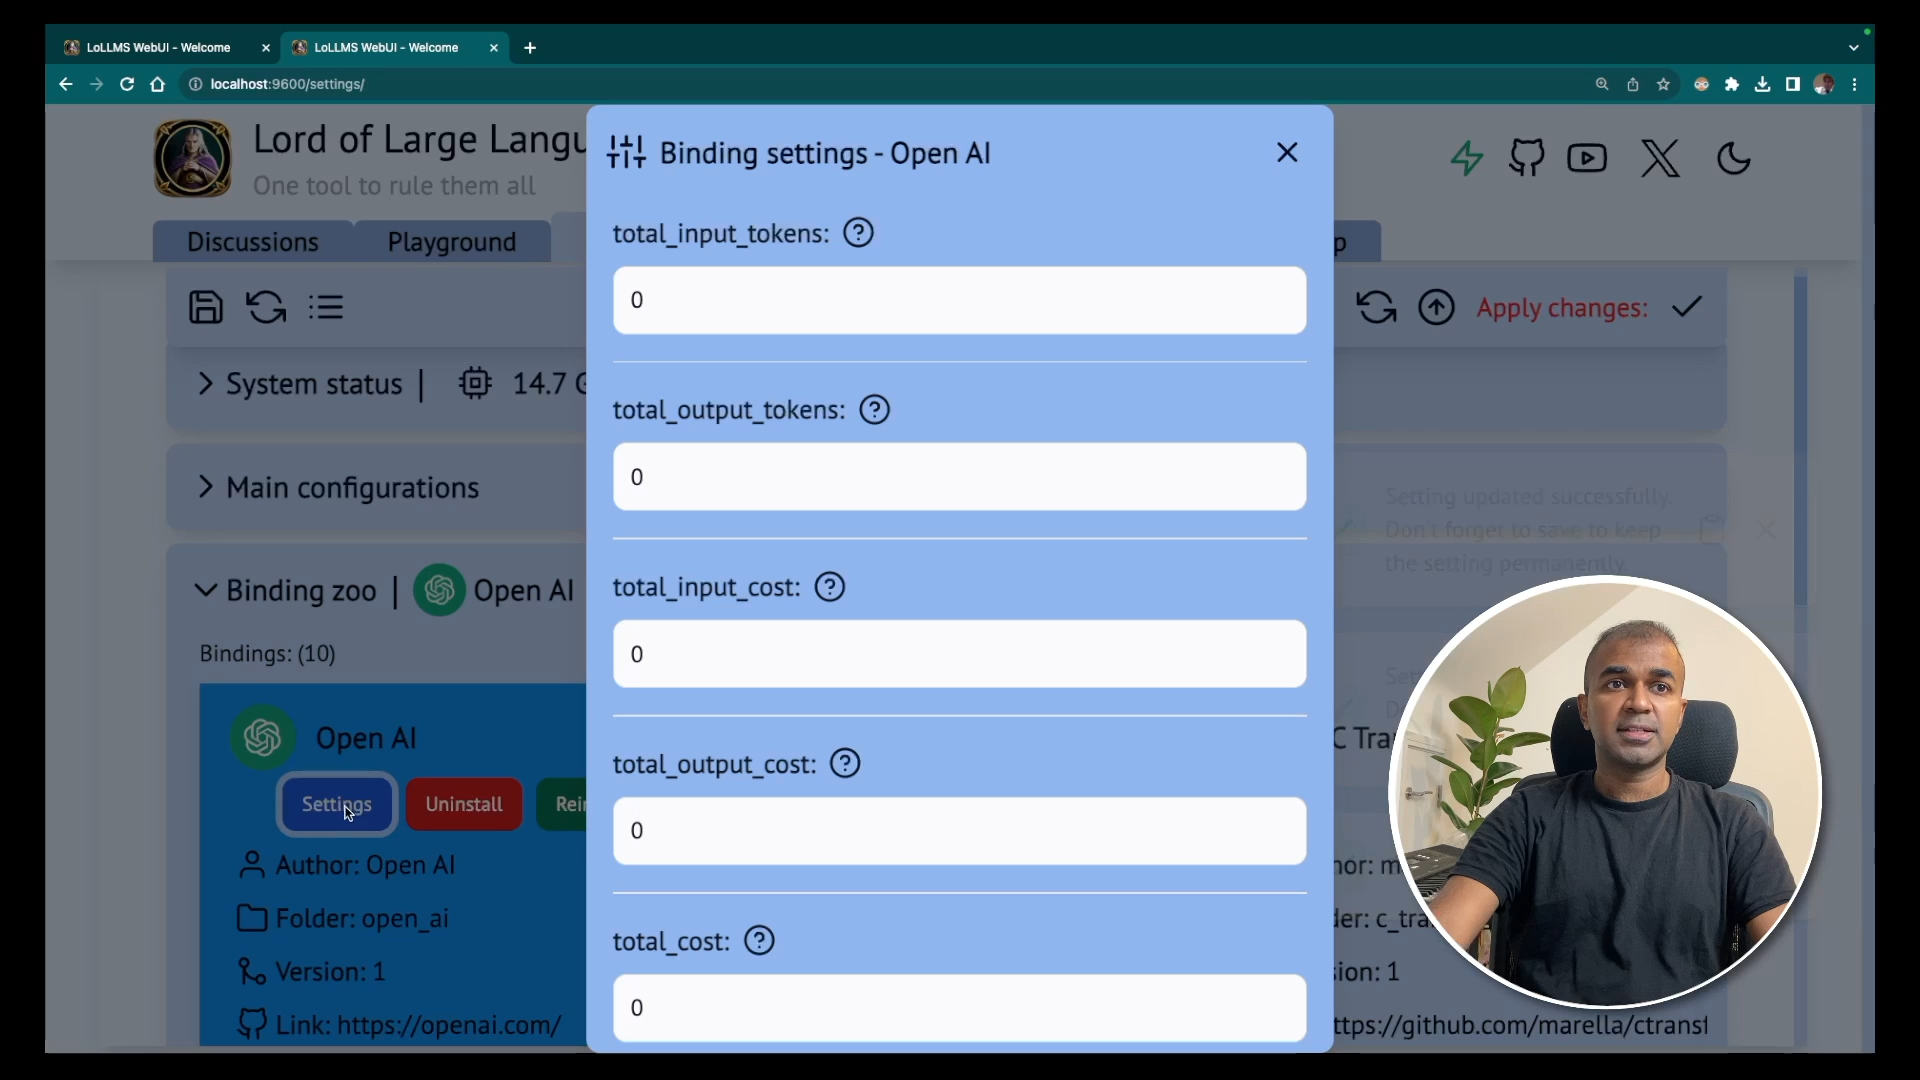 LoLLMS WebUI - Welcome
LoLLMS WebUI - Welcome
localhost:9600/settings/
Lord of Large Langu
One tool to rule them all
Discussions
Playground
p
Binding settings - Open AI
total_input_tokens:
0
total_output_tokens:
0
total_input_cost:
0
total_output_cost:
0
total_cost:
0
Apply changes:
System status |
14.7 G
Main configurations
Setting updated successfully.
Don't forget to save to keep
the setting permanently.
Binding zoo | Open AI
Bindings: (10)
Open AI
Settings
Uninstall
Rein
Author: Open AI
Folder: open_ai
Version: 1
Link: https://openai.com/
C Tra
hor: m
der: c_tra
sion: 1
ttps://github.com/marella/ctransf